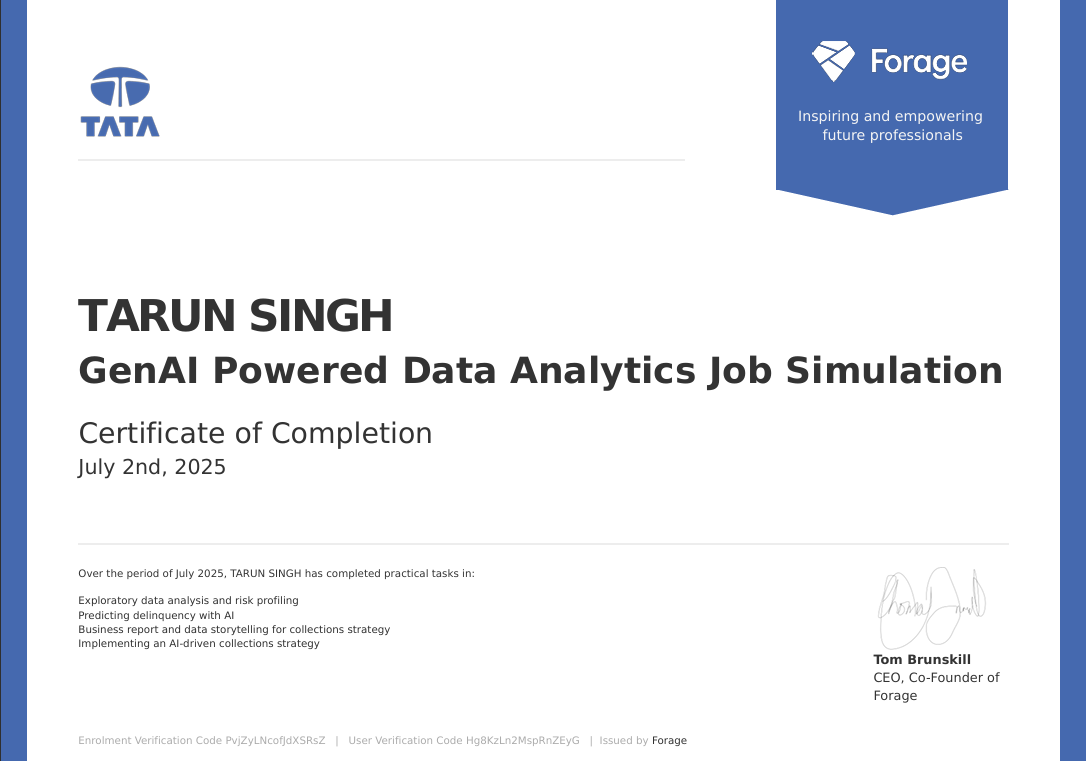 TATA
Forage
Inspiring and empowering
future professionals
TARUN SINGH
GenAI Powered Data Analytics Job Simulation
Certificate of Completion
July 2nd, 2025
Over the period of July 2025, TARUN SINGH has completed practical tasks in:
Exploratory data analysis and risk profiling
Predicting delinquency with AI
Business report and data storytelling for collections strategy
Implementing an AI-driven collections strategy
Tom Brunskill
CEO, Co-Founder of
Forage
Enrolment Verification Code PvjZyLNcofJdXSRsZ | User Verification Code Hg8KzLn2MspRnZEyG | Issued by Forage